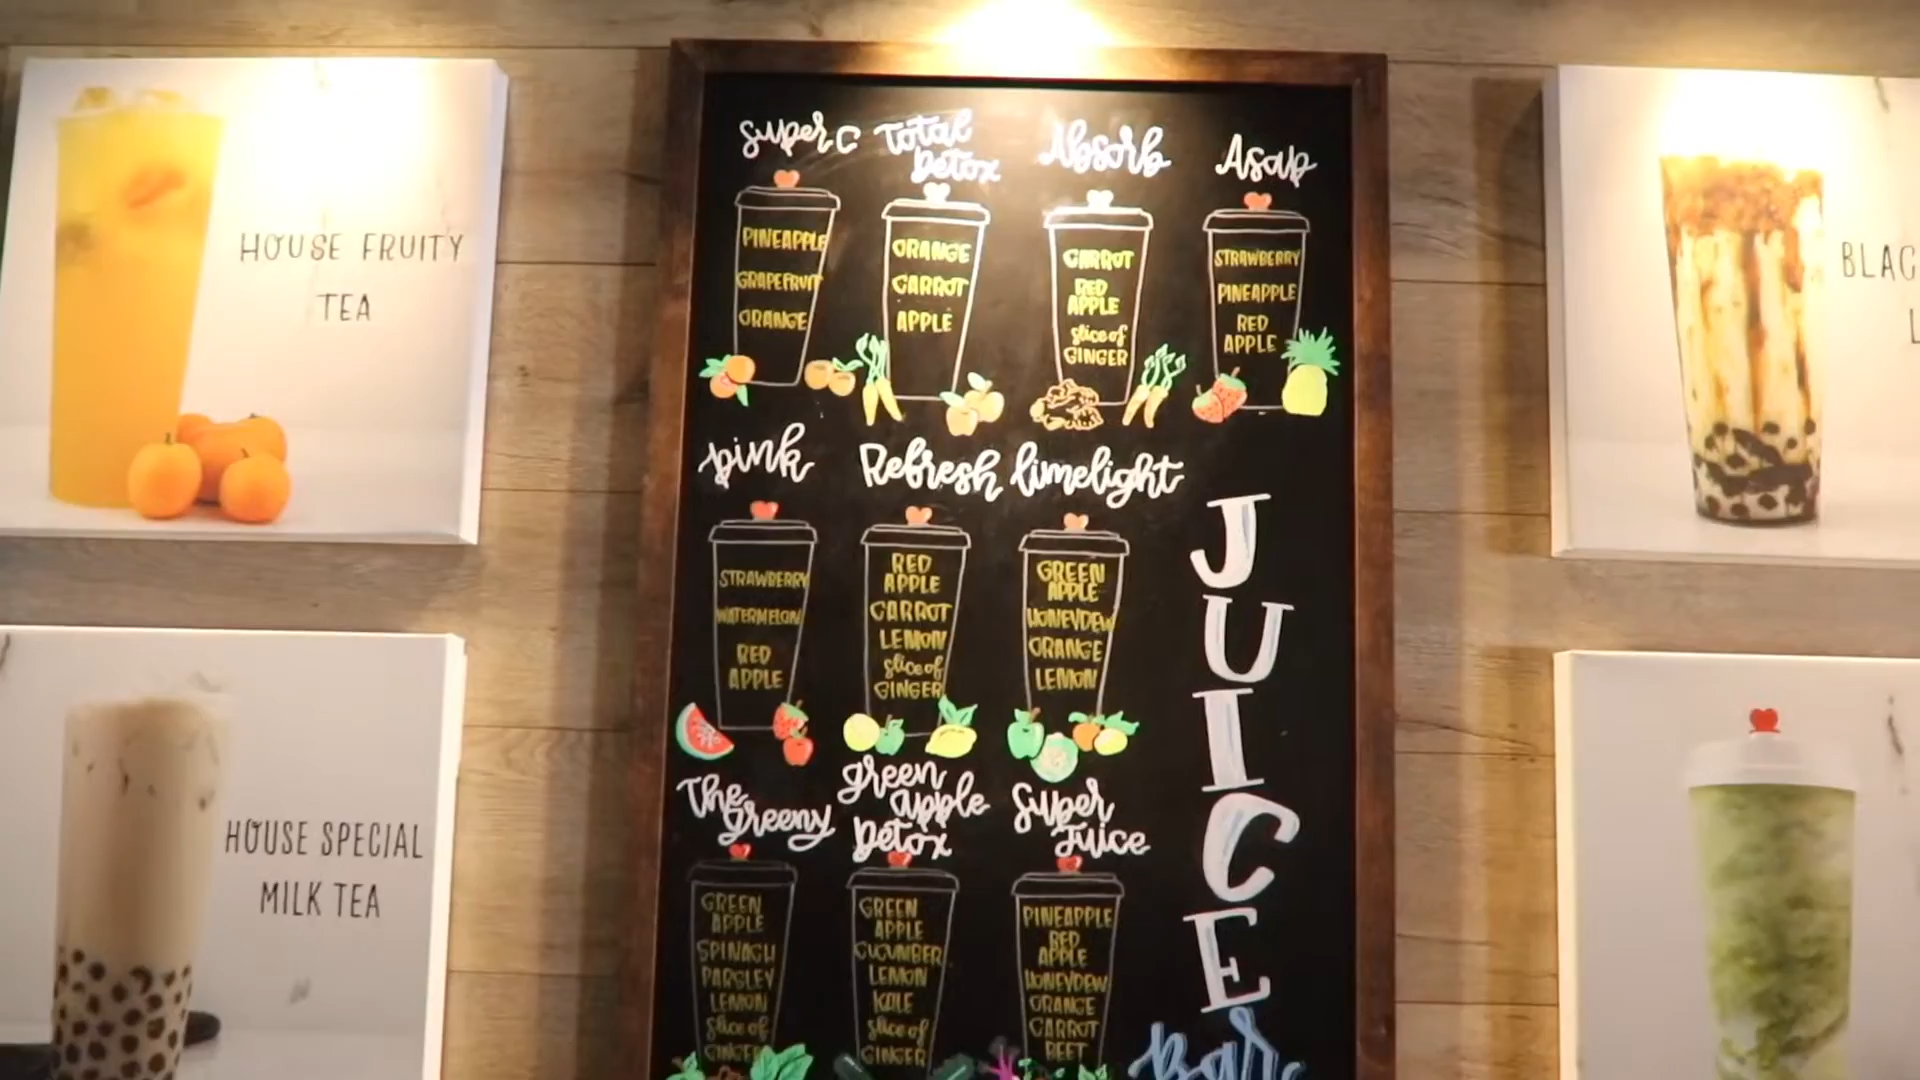 HOUSE FRUITY
TEA
HOUSE SPECIAL
MILK TEA
Super C
PINEAPPLE
GRAPEFRUIT
ORANGE
Total
Detox
ORANGE
CARROT
APPLE
Absorb
CARROT
RED
APPLE
slice of
GINGER
Asap
STRAWBERRY
PINEAPPLE
RED
APPLE
pink
STRAWBERRY
WATERMELON
RED
APPLE
Refresh
RED
APPLE
CARROT
LEMON
slice of
GINGER
limelight
GREEN
APPLE
HONEYDEW
ORANGE
LEMON
The
Greeny
GREEN
APPLE
SPINACH
PARSLEY
LEMON
slice of
GINGER
green
apple
Detox
GREEN
APPLE
CUCUMBER
LEMON
KALE
slice of
GINGER
Super
Juice
PINEAPPLE
RED
APPLE
HONEYDEW
ORANGE
CARROT
BEET
JUICE
Bar
BLAC
L